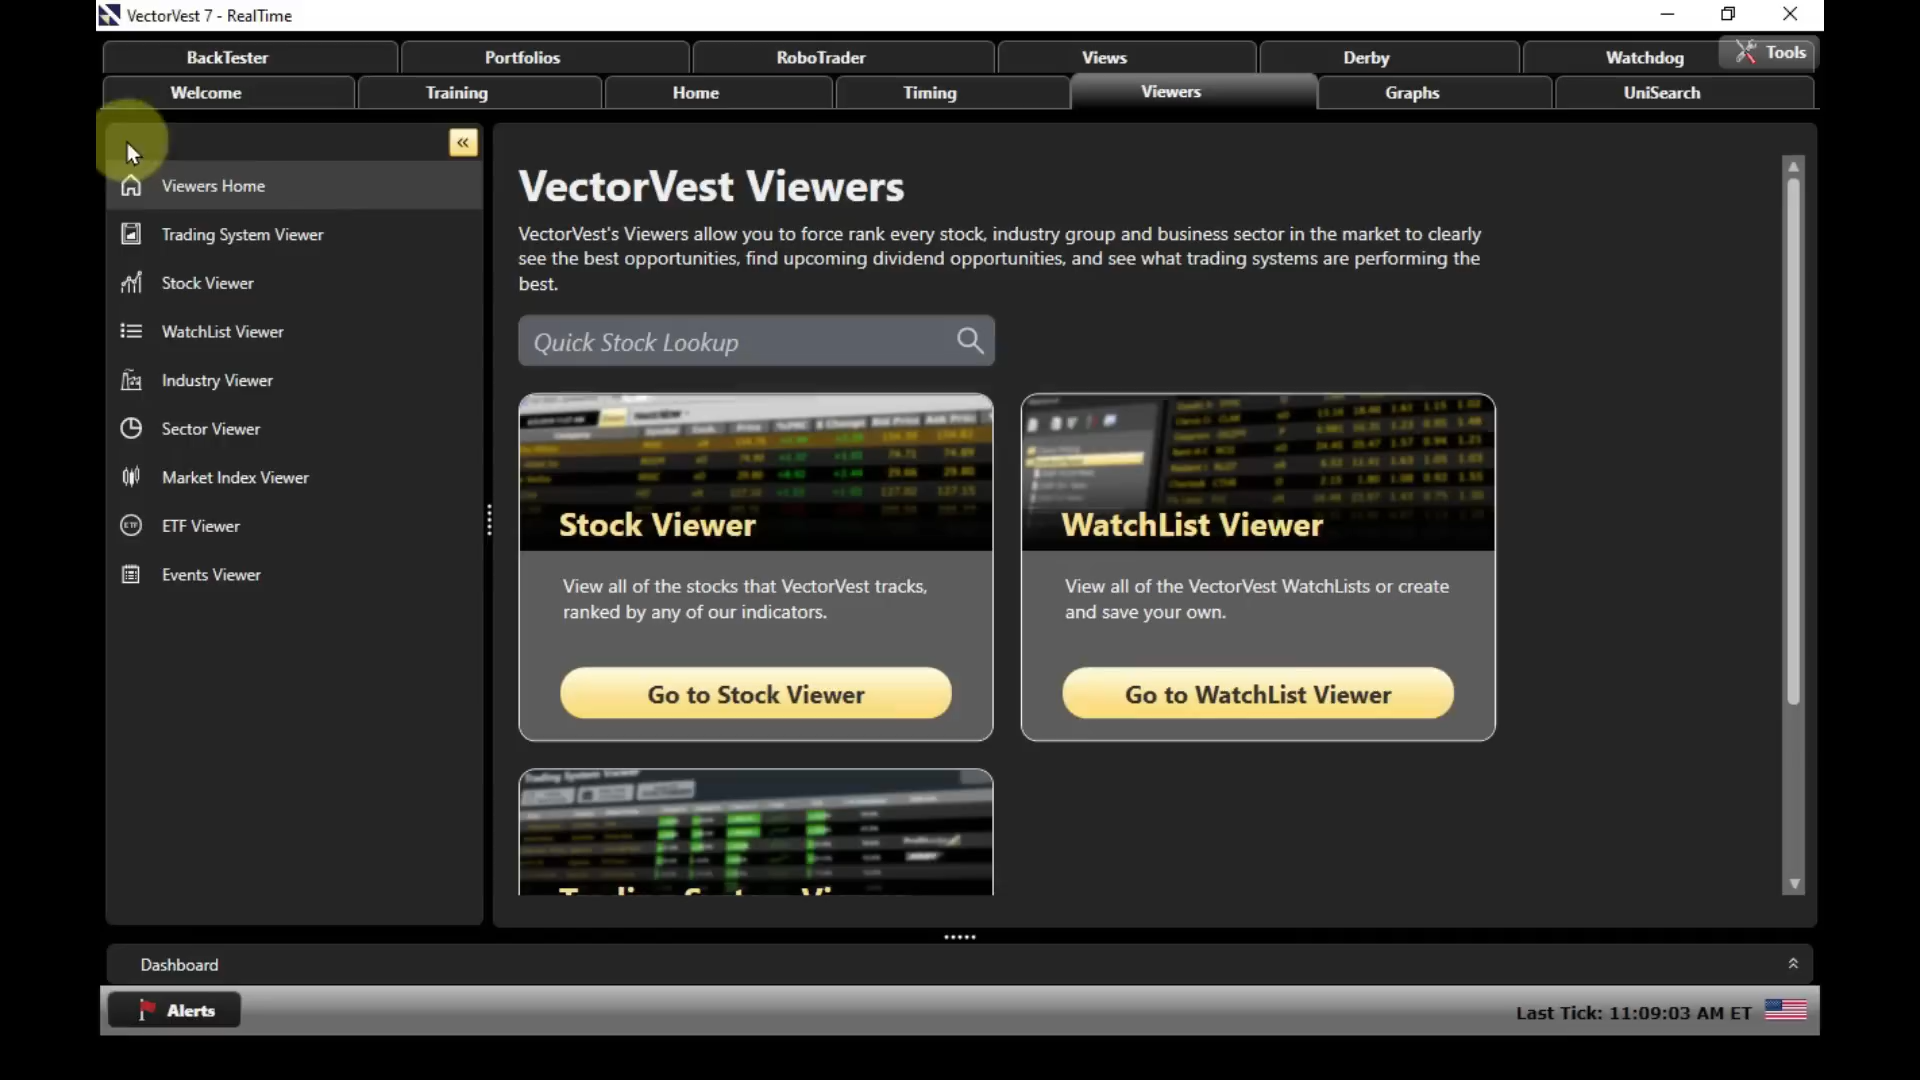 VectorVest 7 - RealTime
BackTester
Portfolios
RoboTrader
Views
Derby
Watchdog
Tools
Welcome
Training
Home
Timing
Viewers
Graphs
UniSearch
Viewers Home
Trading System Viewer
Stock Viewer
WatchList Viewer
Industry Viewer
Sector Viewer
Market Index Viewer
ETF
ETF Viewer
Events Viewer
VectorVest Viewers
VectorVest's Viewers allow you to force rank every stock, industry group and business sector in the market to clearly
see the best opportunities, find upcoming dividend opportunities, and see what trading systems are performing the
best.
Quick Stock Lookup
Stock Viewer
View all of the stocks that VectorVest tracks,
ranked by any of our indicators.
Go to Stock Viewer
WatchList Viewer
View all of the VectorVest WatchLists or create
and save your own.
Go to WatchList Viewer
Trading System Viewer
Dashboard
Alerts
Last Tick: 11:09:03 AM ET